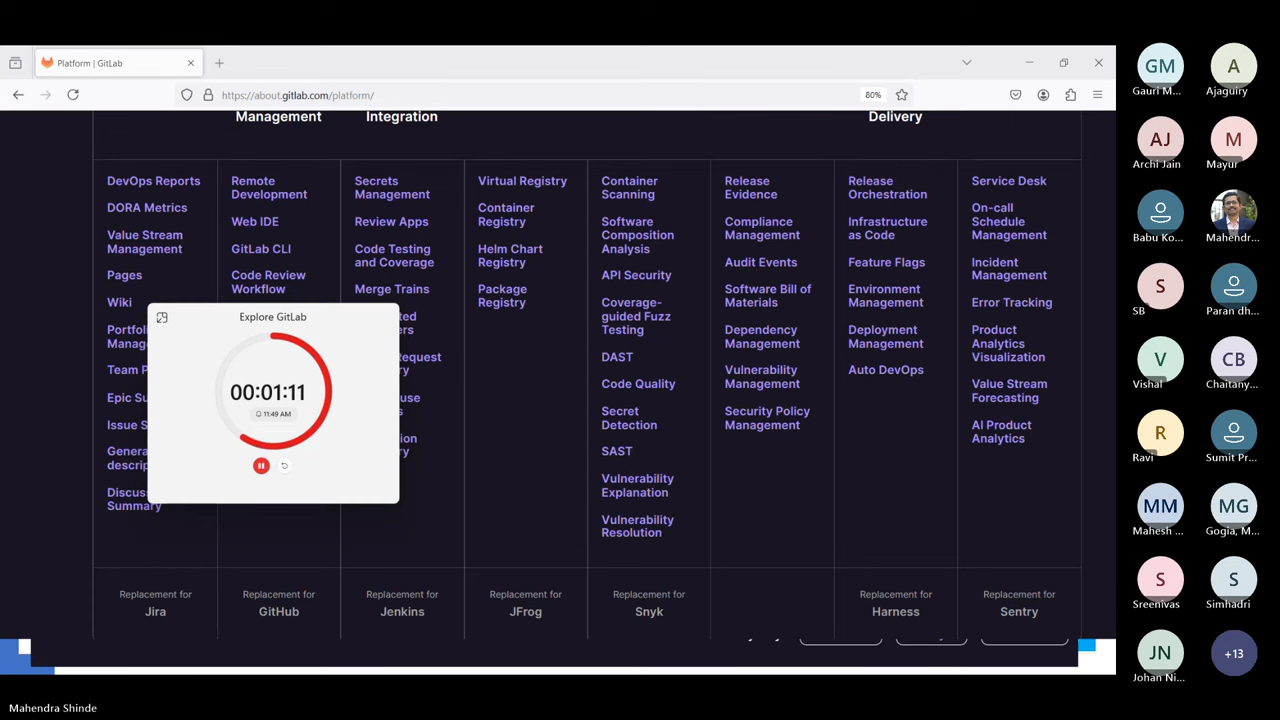 Platform | GitLab
https://about.gitlab.com/platform/
80%
Management
Integration
Delivery
DevOps Reports
DORA Metrics
Value Stream
Management
Pages
Wiki
Team
Epic
Issue
Summary
Remote
Development
Web IDE
GitLab CLI
Code Review
Workflow
Secrets
Management
Review Apps
Code Testing
and Coverage
Merge Trains
Request
Virtual Registry
Container
Registry
Helm Chart
Registry
Package
Registry
Container
Scanning
Software
Composition
Analysis
API Security
Coverage-
guided Fuzz
Testing
DAST
Code Quality
Secret
Detection
SAST
Vulnerability
Explanation
Vulnerability
Resolution
Release
Evidence
Compliance
Management
Audit Events
Software Bill of
Materials
Dependency
Management
Vulnerability
Management
Security Policy
Management
Release
Orchestration
Infrastructure
as Code
Feature Flags
Environment
Management
Deployment
Management
Auto DevOps
Service Desk
On-call
Schedule
Management
Incident
Management
Error Tracking
Product
Analytics
Visualization
Value Stream
Forecasting
AI Product
Analytics
Explore GitLab
00:01:11
11:49 AM
Replacement for
Jira
Replacement for
GitHub
Replacement for
Jenkins
Replacement for
JFrog
Replacement for
Snyk
Replacement for
Harness
Replacement for
Sentry
GM
Gauri M...
A
Ajaguiry
AJ
Archi Jain
M
Mayur
Babu Ko...
Mahendr...
S
SB
Paran dh...
V
Vishal
CB
Chaitany...
R
Ravi
Sumit Pr...
MM
Mahesh ...
MG
Gogia, M...
S
Sreenivas
S
Simhadri
JN
Johan Ni...
+13
Mahendra Shinde